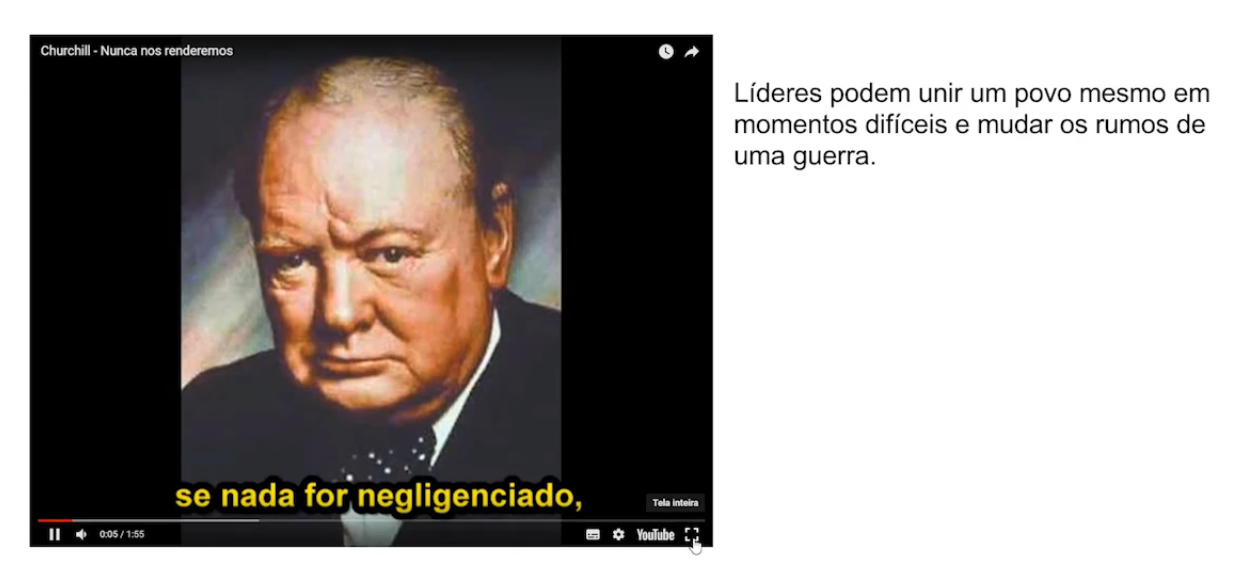 Churchill - Nunca nos renderemos
Líderes podem unir um povo mesmo em
momentos difíceis e mudar os rumos de
uma guerra.
se nada for negligenciado,
Tela inteira
0:05 / 1:55
YouTube